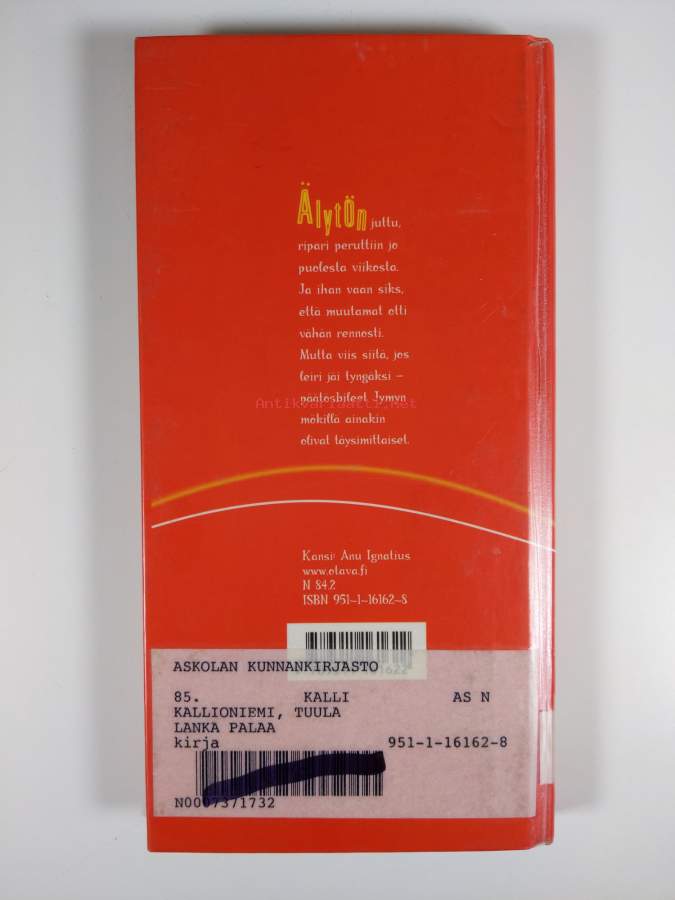 Älytön juttu,
ripari peruttiin jo
puolesta viikosta.
Ja ihan vaan siks,
että muutamat otti
vähän rennosti.
Mutta viis siitä, jos
leiri jäi tyngäksi –
päätösbileet Jymyn
Antikvariaatti.net
mökillä ainakin
olivat täysimittaiset.
Kansi: Anu Ignatius
www.otava.fi
N 84.2
ISBN 951-1-16162-8
ASKOLAN KUNNANKIRJASTO
85. KALLI AS N
KALLIONIEMI, TUULA
LANKA PALAA
kirja 951-1-16162-8
N0007371732